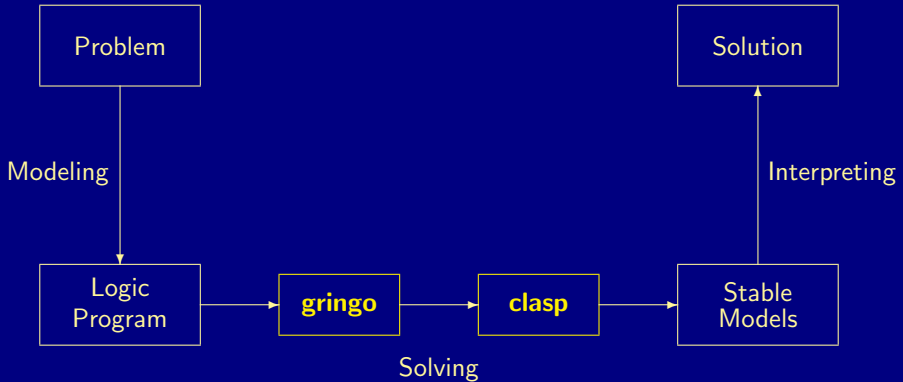 Problem
Solution
Modeling
Interpreting
Logic
Program
gringo
clasp
Stable
Models
Solving